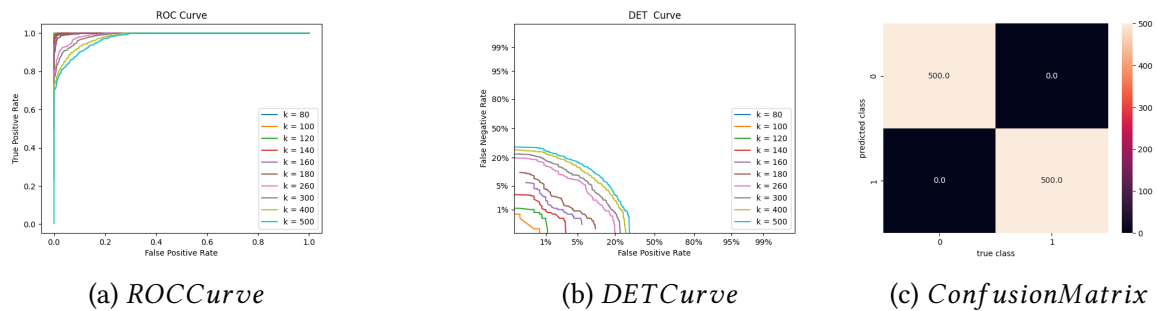 ROC Curve
True Positive Rate
1.0
0.8
0.6
0.4
0.2
0.0
0.0 0.2 0.4 0.6 0.8 1.0
False Positive Rate
k = 80
k = 100
k = 120
k = 140
k = 160
k = 180
k = 260
k = 300
k = 400
k = 500
(a) ROCCurve
DET Curve
False Negative Rate
99%
95%
80%
50%
20%
5%
1%
1% 5% 20% 50% 80% 95% 99%
False Positive Rate
k = 80
k = 100
k = 120
k = 140
k = 160
k = 180
k = 260
k = 300
k = 400
k = 500
(b) DETCurve
predicted class
0
1
500.0 0.0
0.0 500.0
0 1
true class
500
400
300
200
100
0
(c) ConfusionMatrix